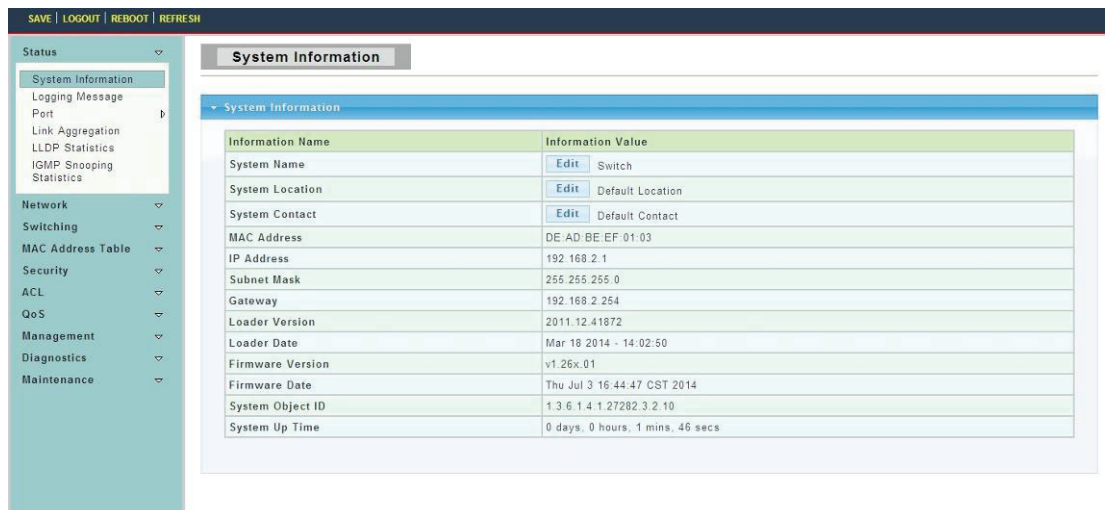 SAVE | LOGOUT | REBOOT | REFRESH
Status
System Information
Logging Message
Port
Link Aggregation
LLDP Statistics
IGMP Snooping
Statistics
Network
Switching
MAC Address Table
Security
ACL
QoS
Management
Diagnostics
Maintenance
System Information
System Information
Information Name Information Value
System Name Edit Switch
System Location Edit Default Location
System Contact Edit Default Contact
MAC Address DE:AD:BE:EF:01:03
IP Address 192.168.2.1
Subnet Mask 255.255.255.0
Gateway 192.168.2.254
Loader Version 2011.12.41872
Loader Date Mar 18 2014 - 14:02:50
Firmware Version v1.26x.01
Firmware Date Thu Jul 3 16:44:47 CST 2014
System Object ID 1.3.6.1.4.1.27282.3.2.10
System Up Time 0 days, 0 hours, 1 mins, 46 secs